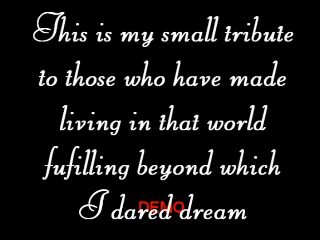 This is my small tribute
to those who have made
living in that world
fufilling beyond which
I dared dream
DEMO